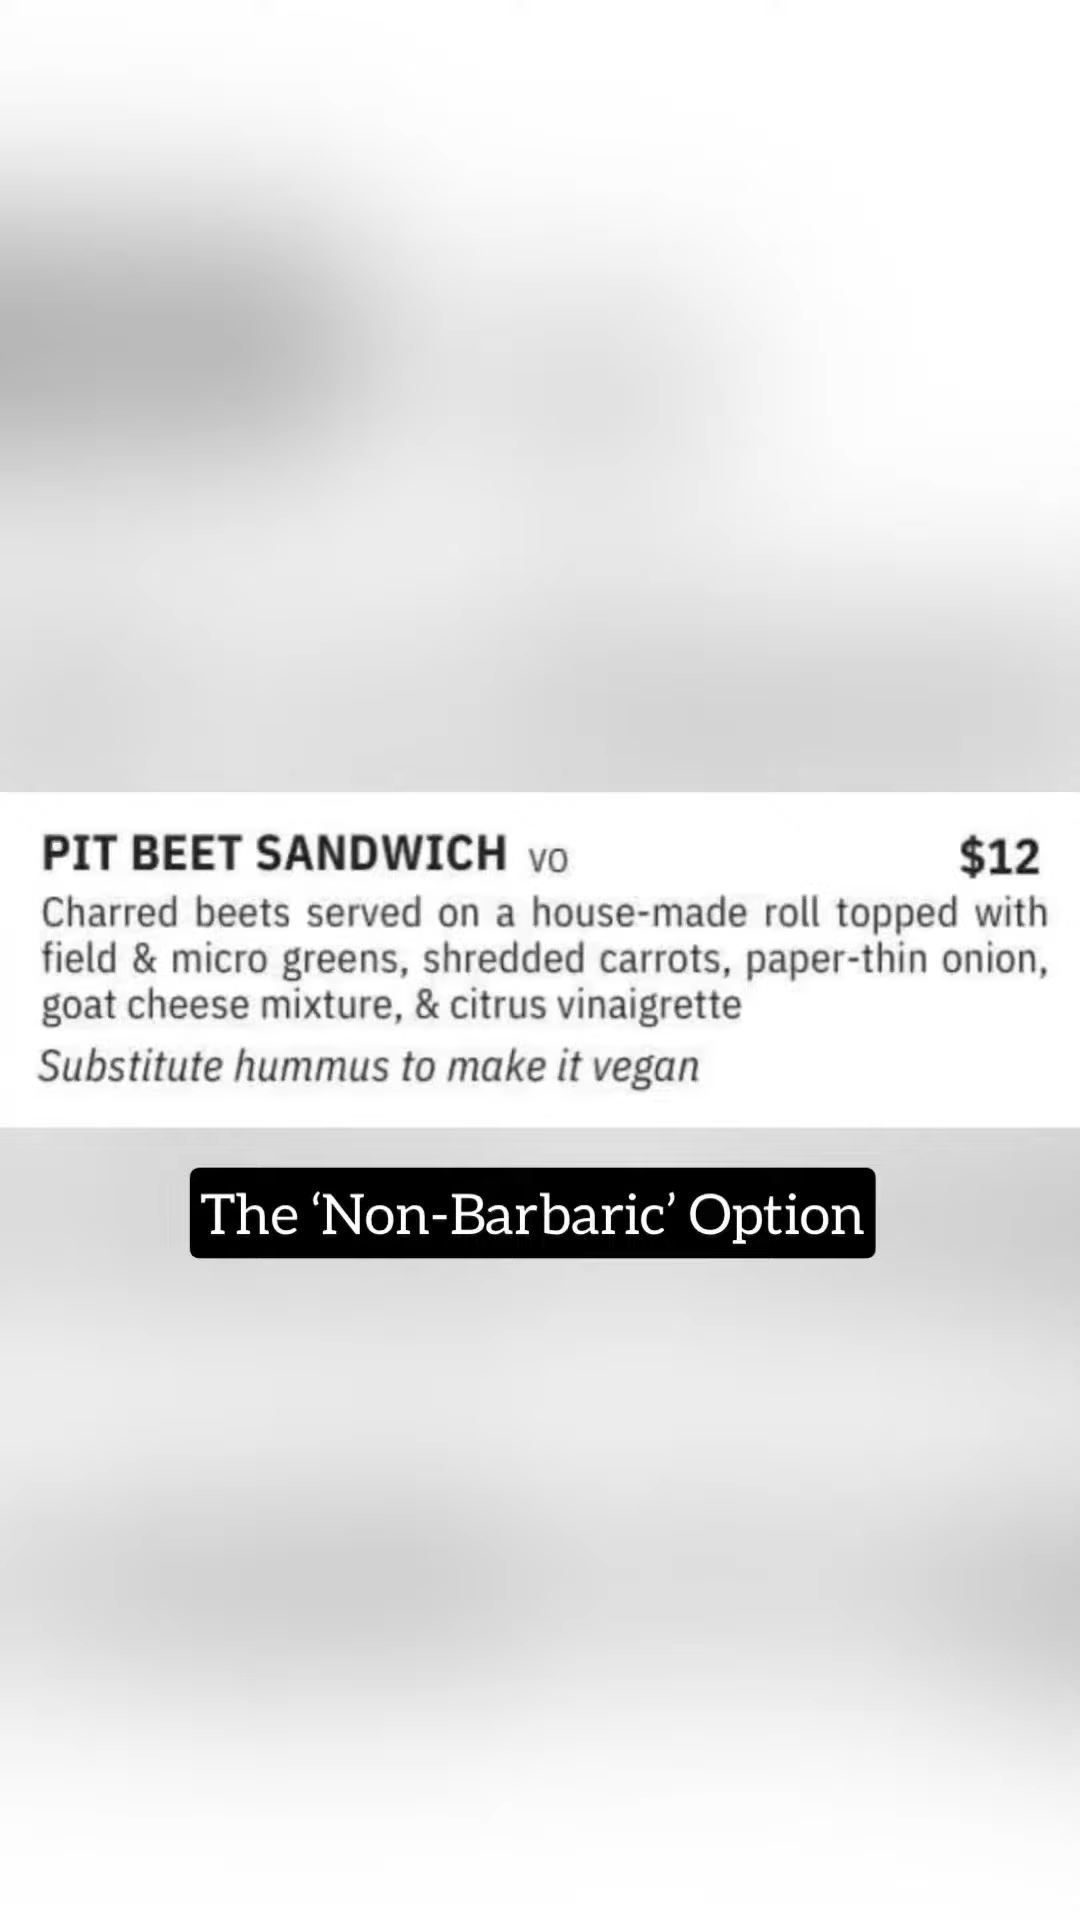 PIT BEET SANDWICH VO $12
Charred beets served on a house-made roll topped with
field & micro greens, shredded carrots, paper-thin onion,
goat cheese mixture, & citrus vinaigrette
Substitute hummus to make it vegan
The ‘Non-Barbaric’ Option